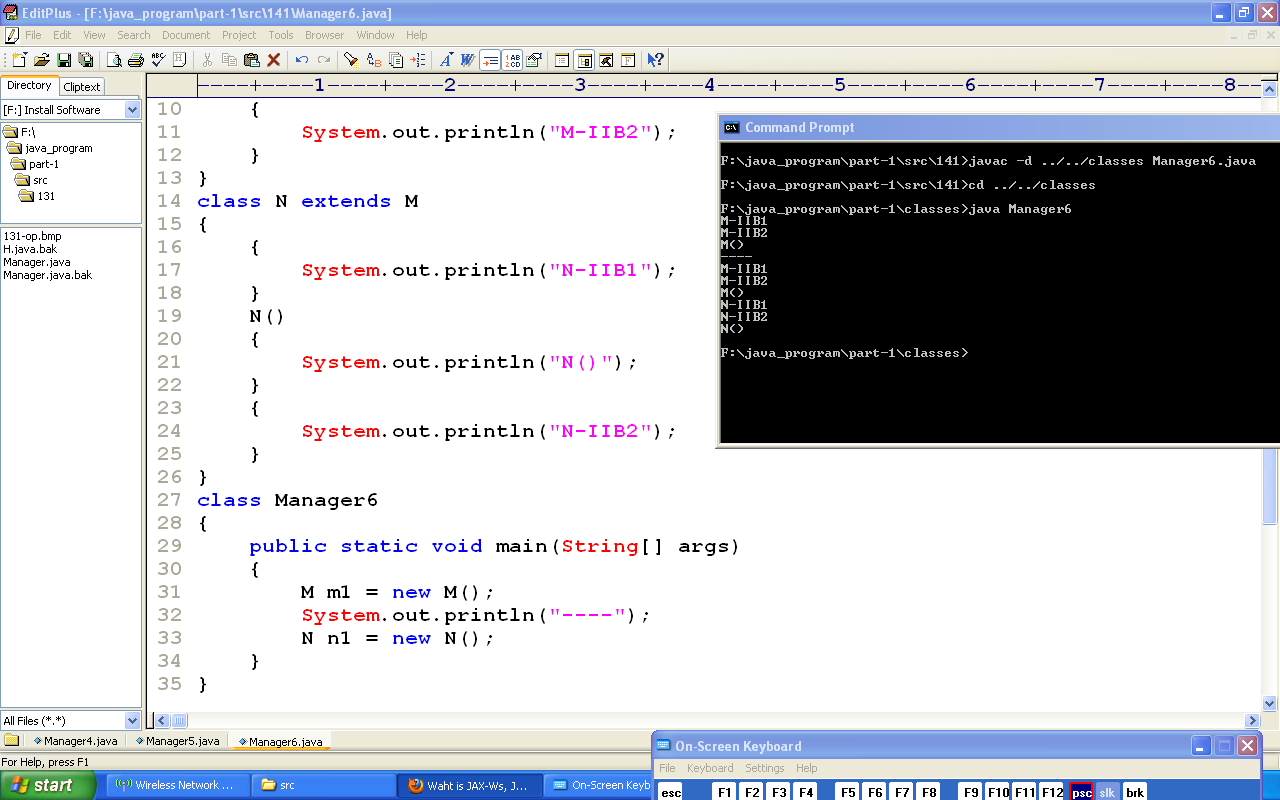 EditPlus - [F:\java_program\part-1\src\141\Manager6.java]
File Edit View Search Document Project Tools Browser Window Help
Directory Cliptext
[F:] Install Software
F:\
java_program
part-1
src
131
131-op.bmp
H.java.bak
Manager.java
Manager.java.bak
All Files (*.*)
----+----1----+----2----+----3----+----4----+----5----+----6----+----7----+----8--
10 {
11 System.out.println("M-IIB2");
12 }
13 }
14 class N extends M
15 {
16 {
17 System.out.println("N-IIB1");
18 }
19 N()
20 {
21 System.out.println("N()");
22 }
23 {
24 System.out.println("N-IIB2");
25 }
26 }
27 class Manager6
28 {
29 public static void main(String[] args)
30 {
31 M m1 = new M();
32 System.out.println("----");
33 N n1 = new N();
34 }
35 }
Command Prompt
F:\java_program\part-1\src\141>javac -d ../../classes Manager6.java
F:\java_program\part-1\src\141>cd ../../classes
F:\java_program\part-1\classes>java Manager6
M-IIB1
M-IIB2
M()
----
M-IIB1
M-IIB2
M()
N-IIB1
N-IIB2
N()
F:\java_program\part-1\classes>
Manager4.java Manager5.java Manager6.java
For Help, press F1
On-Screen Keyboard
File Keyboard Settings Help
esc F1 F2 F3 F4 F5 F6 F7 F8 F9 F10 F11 F12 psc slk brk
start Wireless Network ... src Waht is JAX-Ws, J... On-Screen Keyb